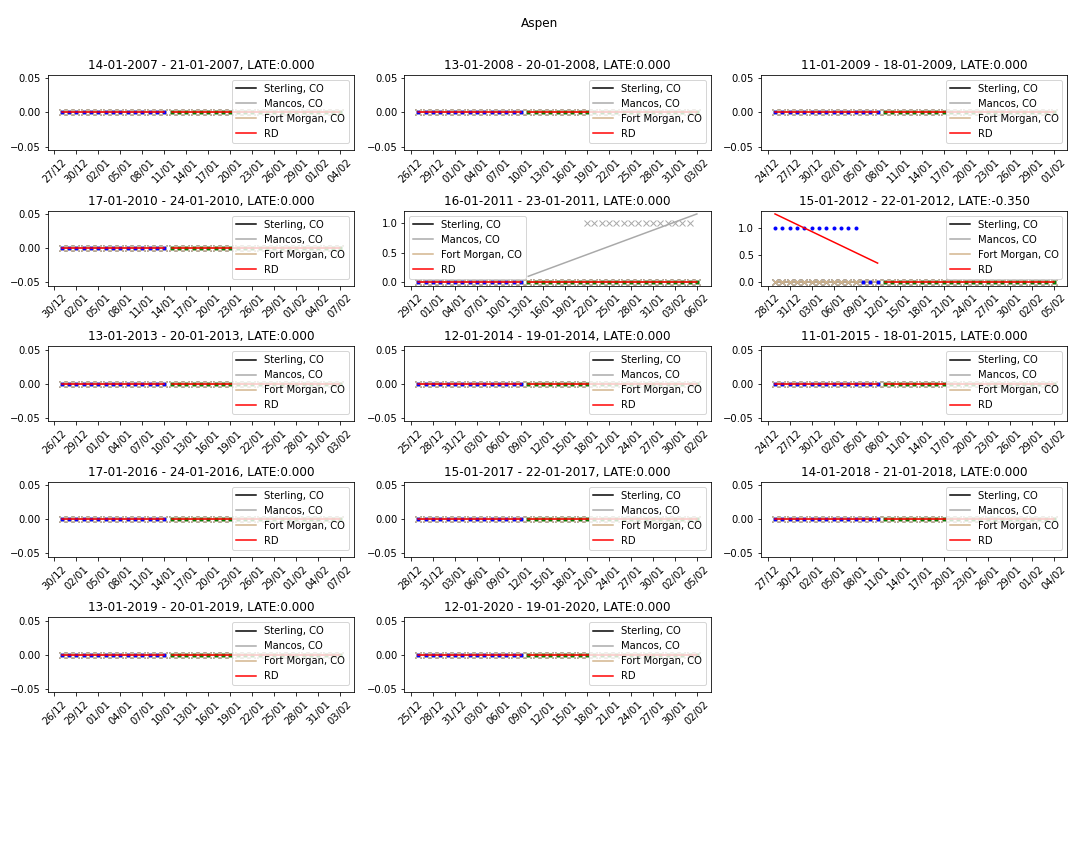 Aspen
14-01-2007 - 21-01-2007, LATE:0.000
0.05
0.00
−0.05
Sterling, CO
Mancos, CO
Fort Morgan, CO
RD
27/12 30/12 02/01 05/01 08/01 11/01 14/01 17/01 20/01 23/01 26/01 29/01 01/02 04/02
13-01-2008 - 20-01-2008, LATE:0.000
0.05
0.00
−0.05
Sterling, CO
Mancos, CO
Fort Morgan, CO
RD
26/12 29/12 01/01 04/01 07/01 10/01 13/01 16/01 19/01 22/01 25/01 28/01 31/01 03/02
11-01-2009 - 18-01-2009, LATE:0.000
0.05
0.00
−0.05
Sterling, CO
Mancos, CO
Fort Morgan, CO
RD
24/12 27/12 30/12 02/01 05/01 08/01 11/01 14/01 17/01 20/01 23/01 26/01 29/01 01/02
17-01-2010 - 24-01-2010, LATE:0.000
0.05
0.00
−0.05
Sterling, CO
Mancos, CO
Fort Morgan, CO
RD
30/12 02/01 05/01 08/01 11/01 14/01 17/01 20/01 23/01 26/01 29/01 01/02 04/02 07/02
16-01-2011 - 23-01-2011, LATE:0.000
1.0
0.5
0.0
Sterling, CO
Mancos, CO
Fort Morgan, CO
RD
29/12 01/01 04/01 07/01 10/01 13/01 16/01 19/01 22/01 25/01 28/01 31/01 03/02 06/02
15-01-2012 - 22-01-2012, LATE:-0.350
1.0
0.5
0.0
Sterling, CO
Mancos, CO
Fort Morgan, CO
RD
28/12 31/12 03/01 06/01 09/01 12/01 15/01 18/01 21/01 24/01 27/01 30/01 02/02 05/02
13-01-2013 - 20-01-2013, LATE:0.000
0.05
0.00
−0.05
Sterling, CO
Mancos, CO
Fort Morgan, CO
RD
26/12 29/12 01/01 04/01 07/01 10/01 13/01 16/01 19/01 22/01 25/01 28/01 31/01 03/02
12-01-2014 - 19-01-2014, LATE:0.000
0.05
0.00
−0.05
Sterling, CO
Mancos, CO
Fort Morgan, CO
RD
25/12 28/12 31/12 03/01 06/01 09/01 12/01 15/01 18/01 21/01 24/01 27/01 30/01 02/02
11-01-2015 - 18-01-2015, LATE:0.000
0.05
0.00
−0.05
Sterling, CO
Mancos, CO
Fort Morgan, CO
RD
24/12 27/12 30/12 02/01 05/01 08/01 11/01 14/01 17/01 20/01 23/01 26/01 29/01 01/02
17-01-2016 - 24-01-2016, LATE:0.000
0.05
0.00
−0.05
Sterling, CO
Mancos, CO
Fort Morgan, CO
RD
30/12 02/01 05/01 08/01 11/01 14/01 17/01 20/01 23/01 26/01 29/01 01/02 04/02 07/02
15-01-2017 - 22-01-2017, LATE:0.000
0.05
0.00
−0.05
Sterling, CO
Mancos, CO
Fort Morgan, CO
RD
28/12 31/12 03/01 06/01 09/01 12/01 15/01 18/01 21/01 24/01 27/01 30/01 02/02 05/02
14-01-2018 - 21-01-2018, LATE:0.000
0.05
0.00
−0.05
Sterling, CO
Mancos, CO
Fort Morgan, CO
RD
27/12 30/12 02/01 05/01 08/01 11/01 14/01 17/01 20/01 23/01 26/01 29/01 01/02 04/02
13-01-2019 - 20-01-2019, LATE:0.000
0.05
0.00
−0.05
Sterling, CO
Mancos, CO
Fort Morgan, CO
RD
26/12 29/12 01/01 04/01 07/01 10/01 13/01 16/01 19/01 22/01 25/01 28/01 31/01 03/02
12-01-2020 - 19-01-2020, LATE:0.000
0.05
0.00
−0.05
Sterling, CO
Mancos, CO
Fort Morgan, CO
RD
25/12 28/12 31/12 03/01 06/01 09/01 12/01 15/01 18/01 21/01 24/01 27/01 30/01 02/02